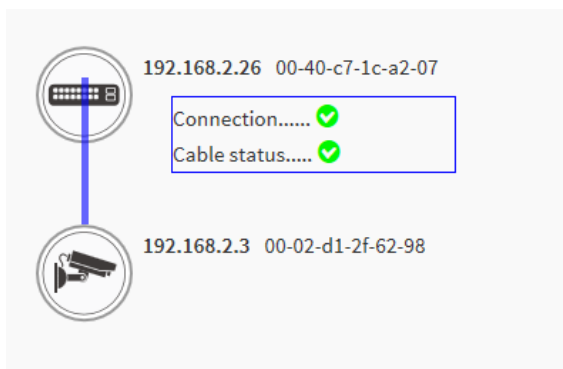 192.168.2.26 00-40-c7-1c-a2-07
Connection......
Cable status.....
192.168.2.3 00-02-d1-2f-62-98